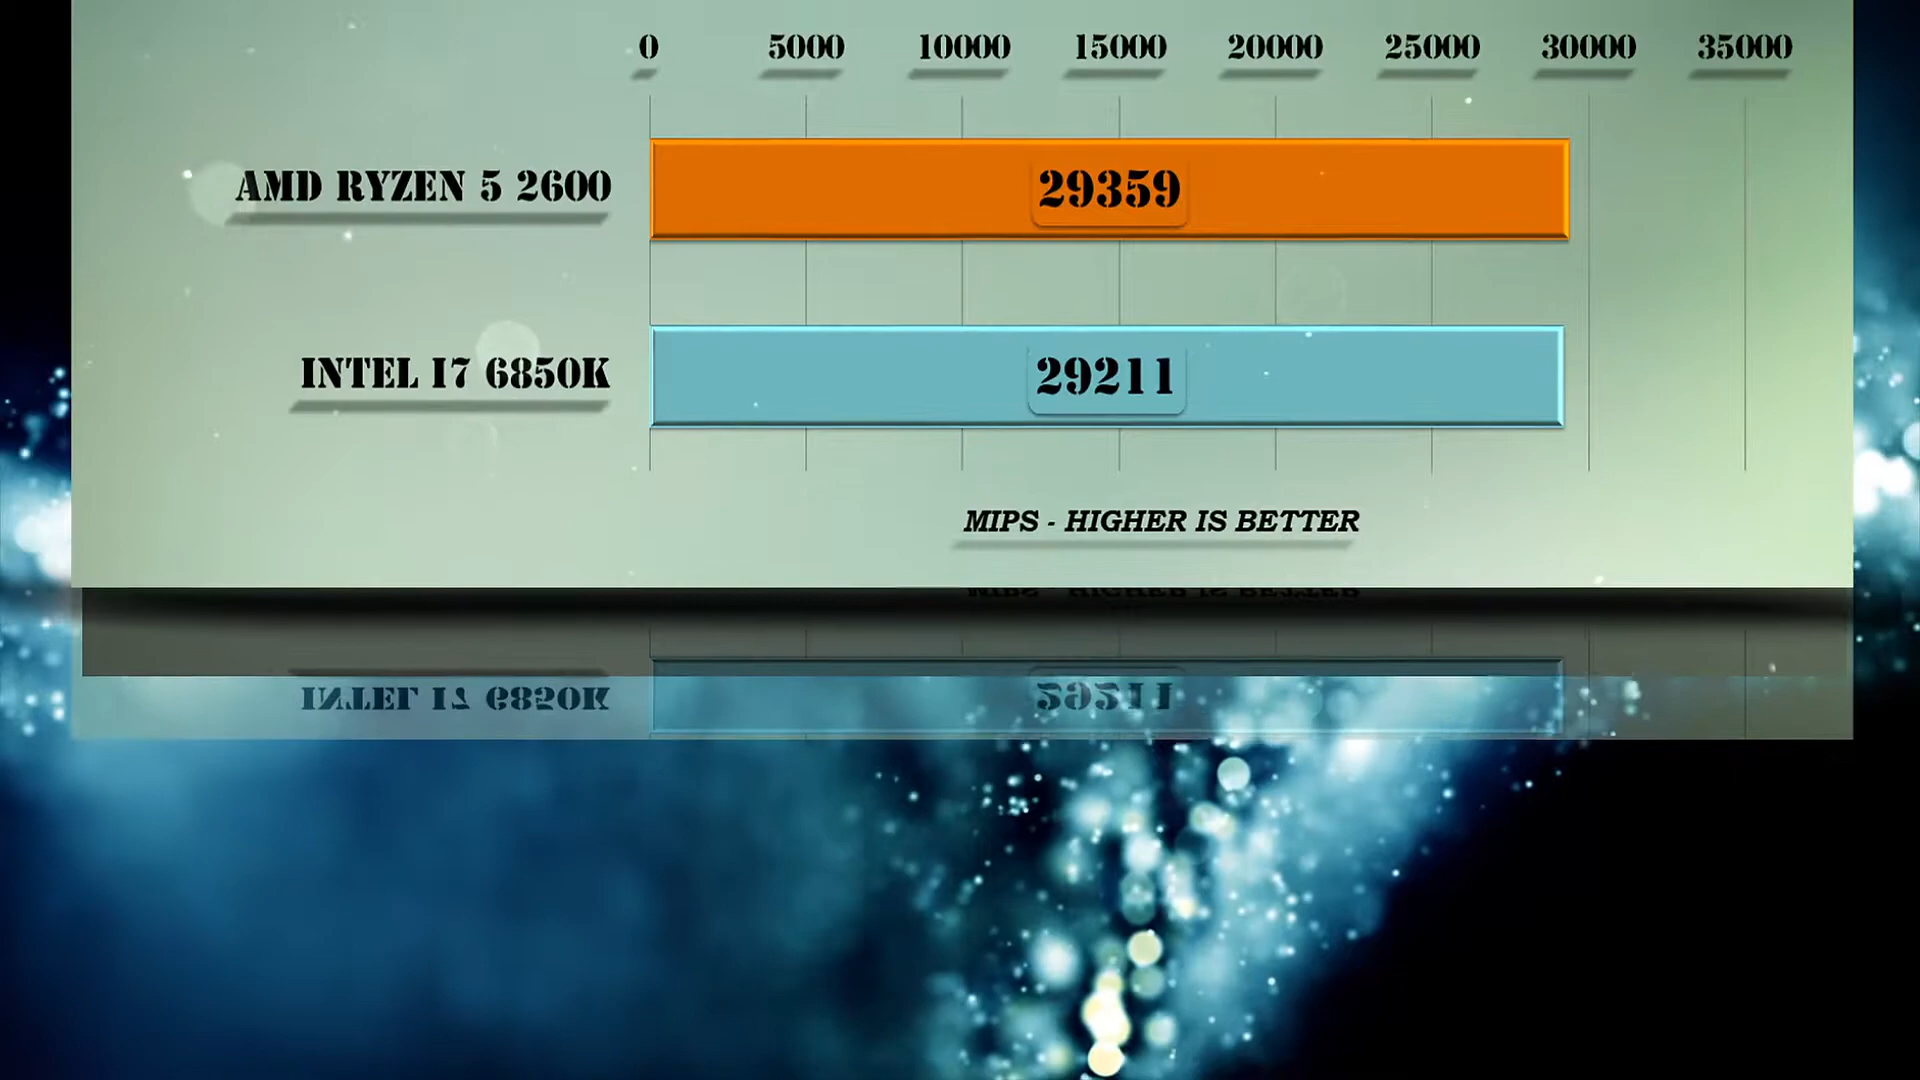 0 5000 10000 15000 20000 25000 30000 35000
AMD RYZEN 5 2600 29359
INTEL I7 6850K 29211
MIPS - HIGHER IS BETTER